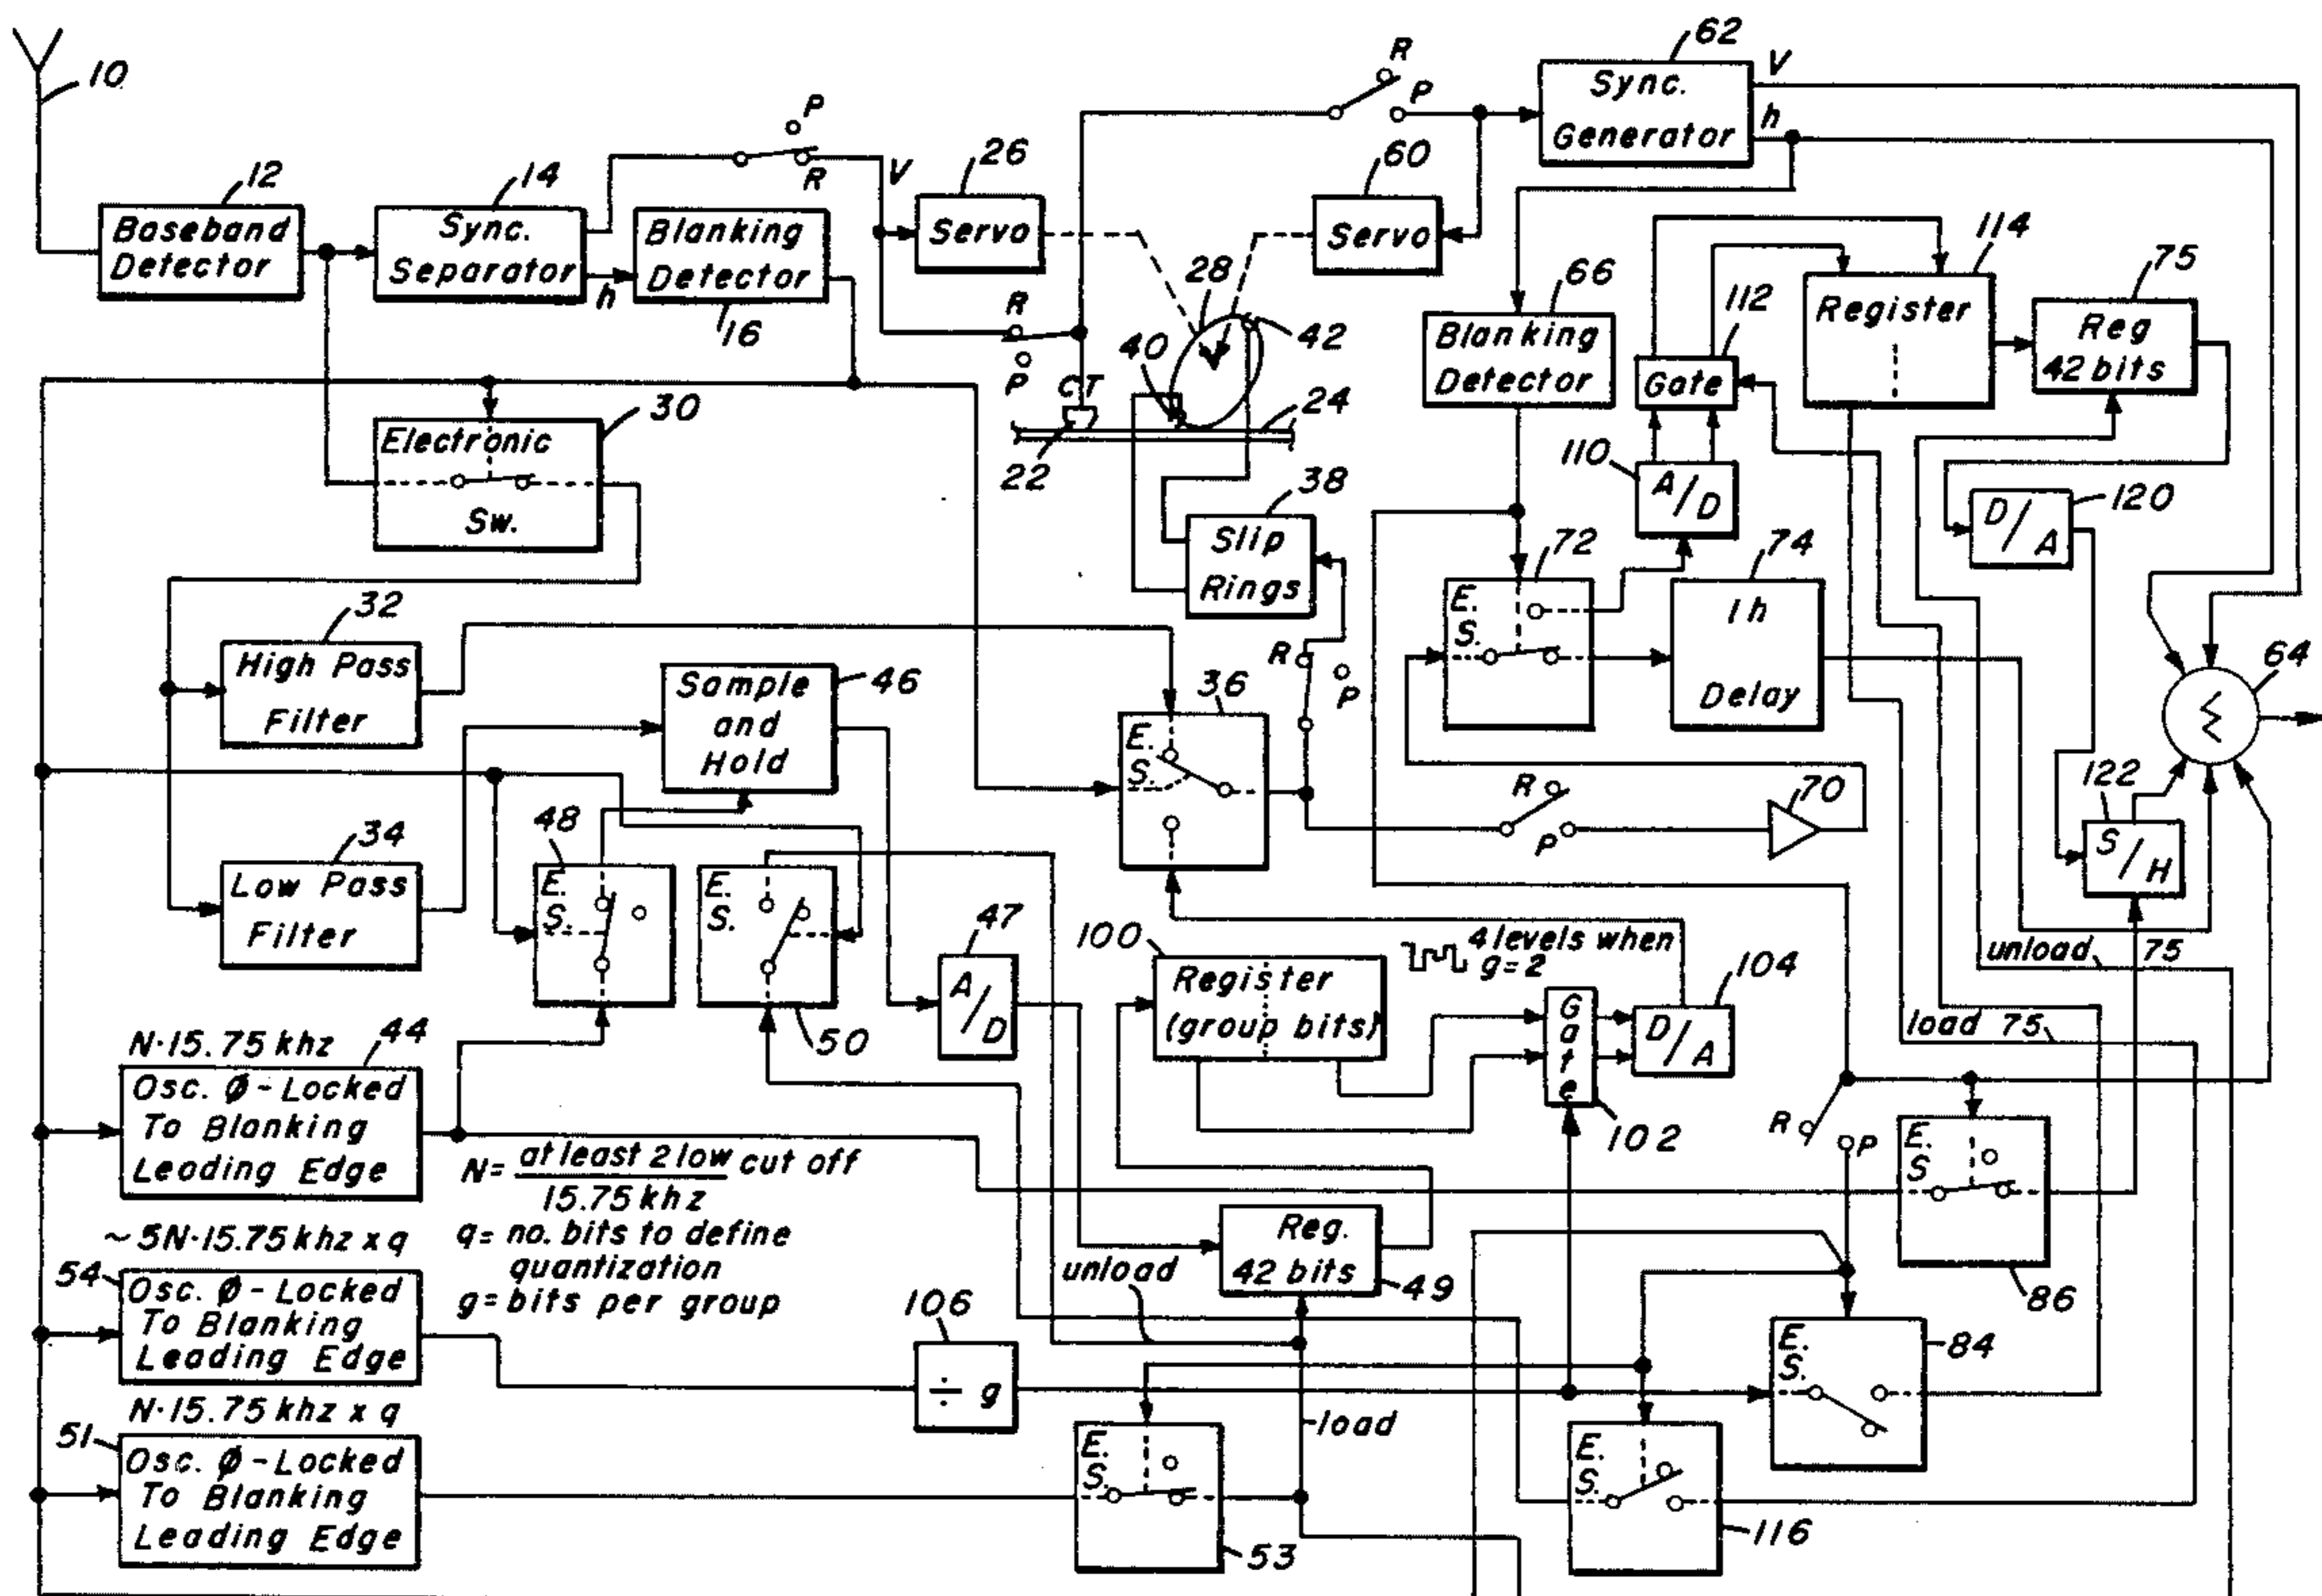 10
12
Baseband
Detector
14
Sync.
Separator
h
P
R
V
Blanking
Detector
16
26
Servo
R
P
CT
22
40
28
42
24
60
Servo
R
P
62
Sync.
Generator
V
h
66
Blanking
Detector
112
Gate
114
Register
75
Reg
42 bits
110
A/D
120
D/A
30
Electronic
Sw.
38
Slip
Rings
72
E.
S.
74
1h
Delay
32
High Pass
Filter
46
Sample
and
Hold
R
P
36
E.
S.
64
Σ
122
S/H
R
P
70
34
Low Pass
Filter
48
E.
S.
E.
S.
50
47
A/D
100
Register
(group bits)
4 levels when
g=2
Gate
102
104
D/A
unload 75
load 75
N·15.75 khz
44
Osc. Ø-Locked
To Blanking
Leading Edge
N= at least 2 low cut off
15.75 khz
q= no. bits to define
quantization
g= bits per group
R
P
E.
S
86
~5N·15.75 khz x q
54
Osc. Ø-Locked
To Blanking
Leading Edge
unload
Reg.
42 bits
49
106
÷ g
E.
S.
84
N·15.75 khz x q
51
Osc. Ø-Locked
To Blanking
Leading Edge
load
E.
S.
53
E.
S.
116